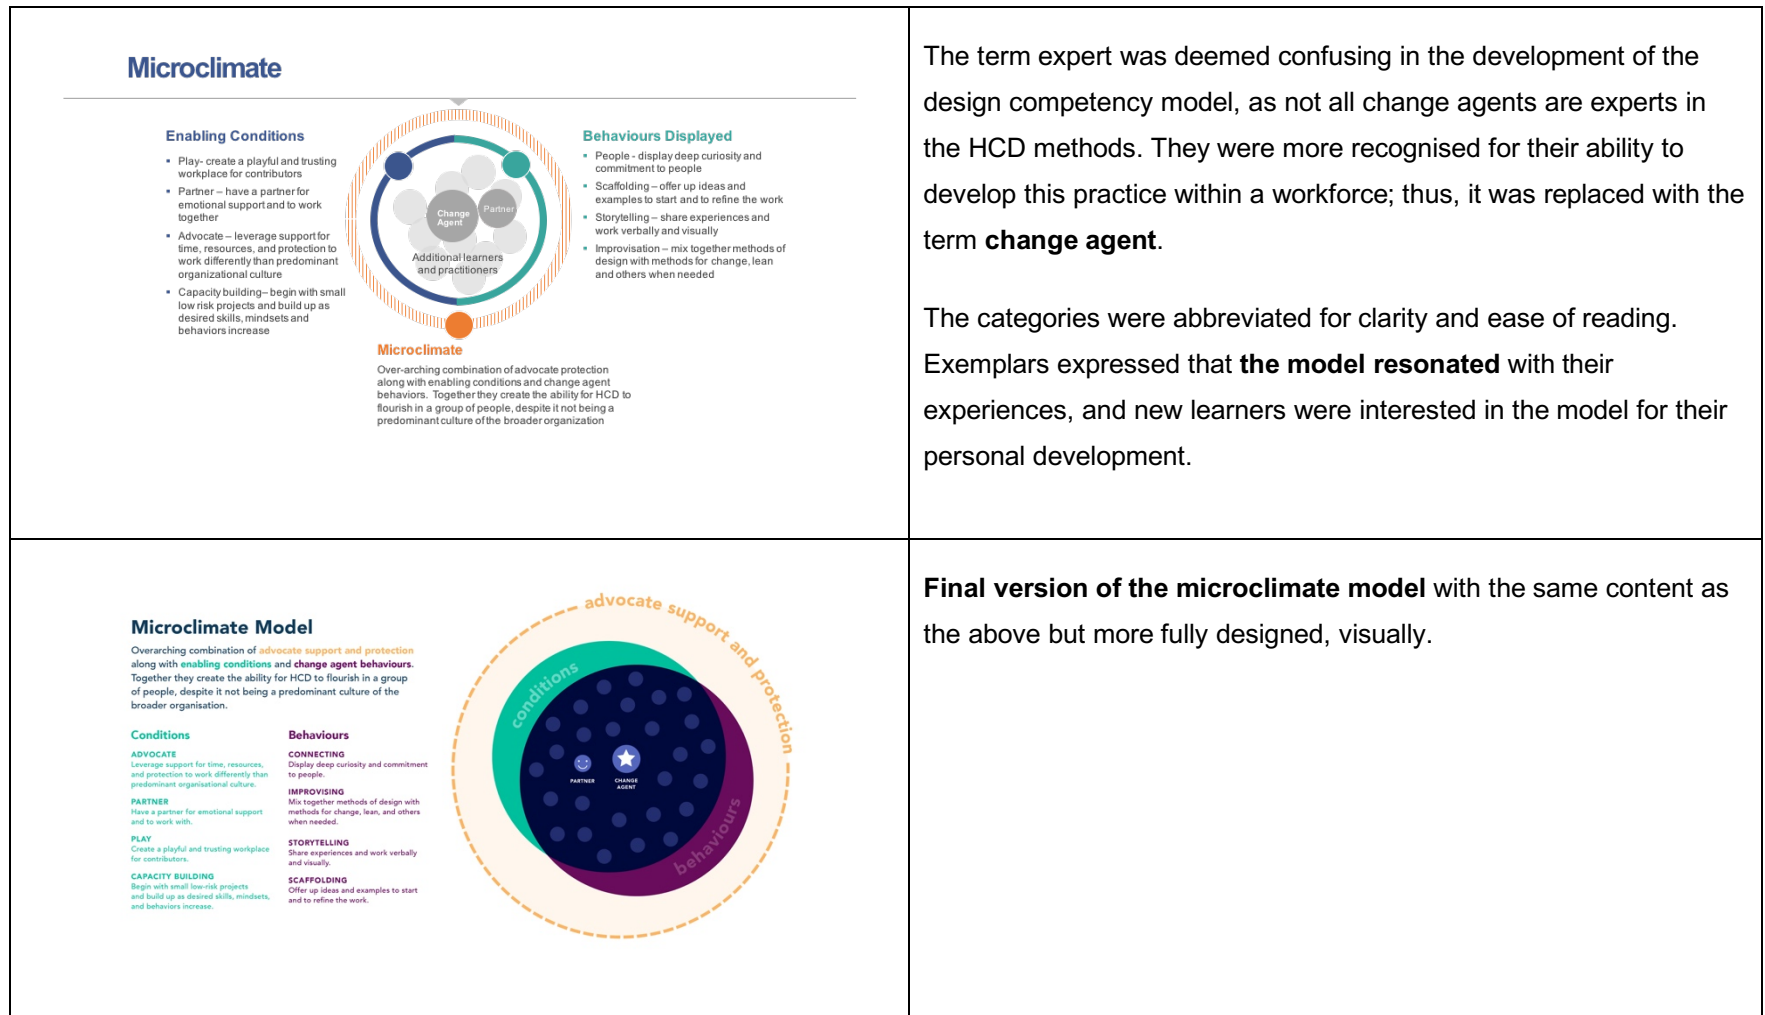 Microclimate
Enabling Conditions
▪ Play- create a playful and trusting
workplace for contributors
▪ Partner – have a partner for
emotional support and to work
together
▪ Advocate – leverage support for
time, resources, and protection to
work differently than predominant
organizational culture
▪ Capacity building– begin with small
low risk projects and build up as
desired skills, mindsets and
behaviors increase
Change
Agent
Partner
Additional learners
and practitioners
Behaviours Displayed
▪ People - display deep curiosity and
commitment to people
▪ Scaffolding – offer up ideas and
examples to start and to refine the work
▪ Storytelling – share experiences and
work verbally and visually
▪ Improvisation – mix together methods of
design with methods for change, lean
and others when needed
Microclimate
Over-arching combination of advocate protection
along with enabling conditions and change agent
behaviors. Together they create the ability for HCD to
flourish in a group of people, despite it not being a
predominant culture of the broader organization
The term expert was deemed confusing in the development of the
design competency model, as not all change agents are experts in
the HCD methods. They were more recognised for their ability to
develop this practice within a workforce; thus, it was replaced with the
term change agent.
The categories were abbreviated for clarity and ease of reading.
Exemplars expressed that the model resonated with their
experiences, and new learners were interested in the model for their
personal development.
Microclimate Model
Overarching combination of advocate support and protection
along with enabling conditions and change agent behaviours.
Together they create the ability for HCD to flourish in a group
of people, despite it not being a predominant culture of the
broader organisation.
Conditions
ADVOCATE
Leverage support for time, resources,
and protection to work differently than
predominant organisational culture.
PARTNER
Have a partner for emotional support
and to work with.
PLAY
Create a playful and trusting workplace
for contributors.
CAPACITY BUILDING
Begin with small low-risk projects
and build up as desired skills, mindsets,
and behaviors increase.
Behaviours
CONNECTING
Display deep curiosity and commitment
to people.
IMPROVISING
Mix together methods of design with
methods for change, lean, and others
when needed.
STORYTELLING
Share experiences and work verbally
and visually.
SCAFFOLDING
Offer up ideas and examples to start
and to refine the work.
advocate support and protection
conditions
PARTNER
CHANGE
AGENT
behaviours
Final version of the microclimate model with the same content as
the above but more fully designed, visually.